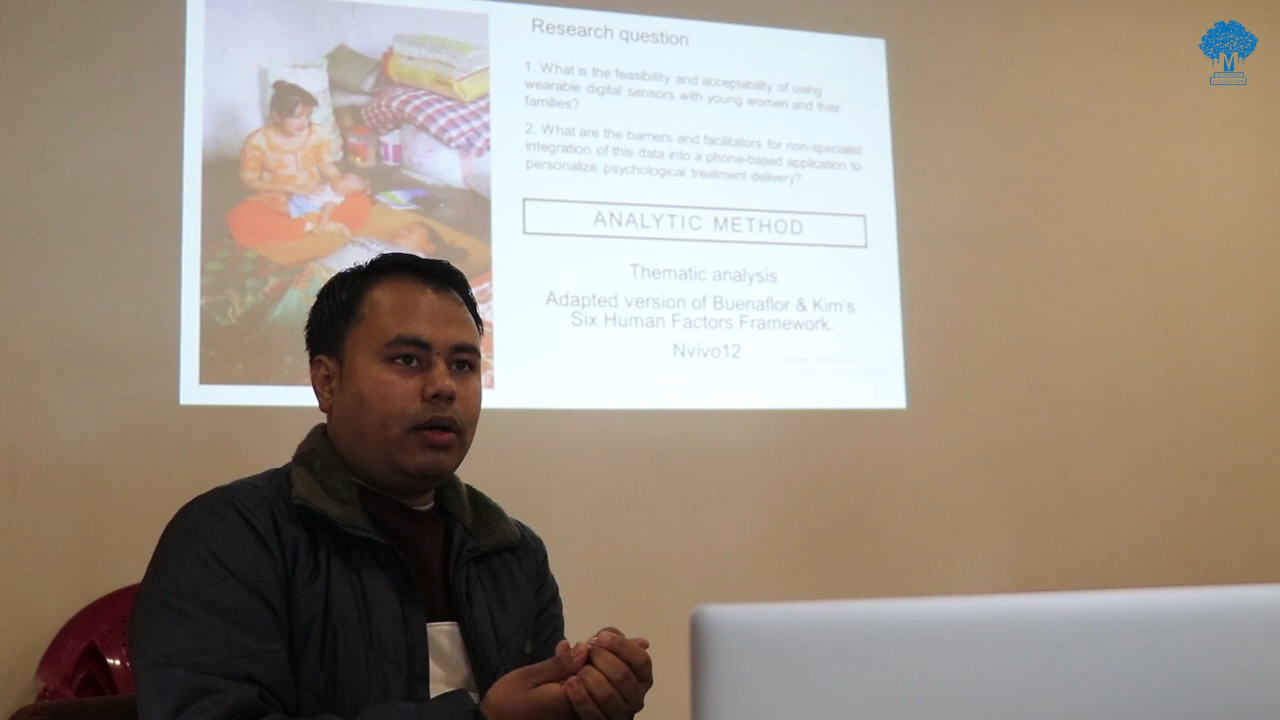 Research question
1. What is the feasibility and acceptability of using
wearable digital sensors with young women and their
families?
2. What are the barriers and facilitators for non-specialist
integration of this data into a phone-based application to
personalize psychological treatment delivery?
ANALYTIC METHOD
Thematic analysis
Adapted version of Buenaflor & Kim's
Six Human Factors Framework.
Nvivo12
M